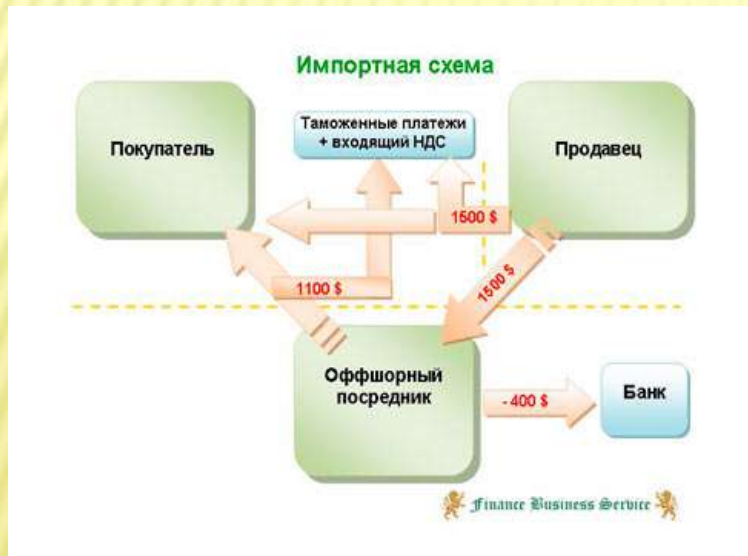 Импортная схема
Покупатель
Таможенные платежи
+ входящий НДС
Продавец
1500 $
1100 $
1500 $
Оффшорный
посредник
- 400 $
Банк
Finance Business Service